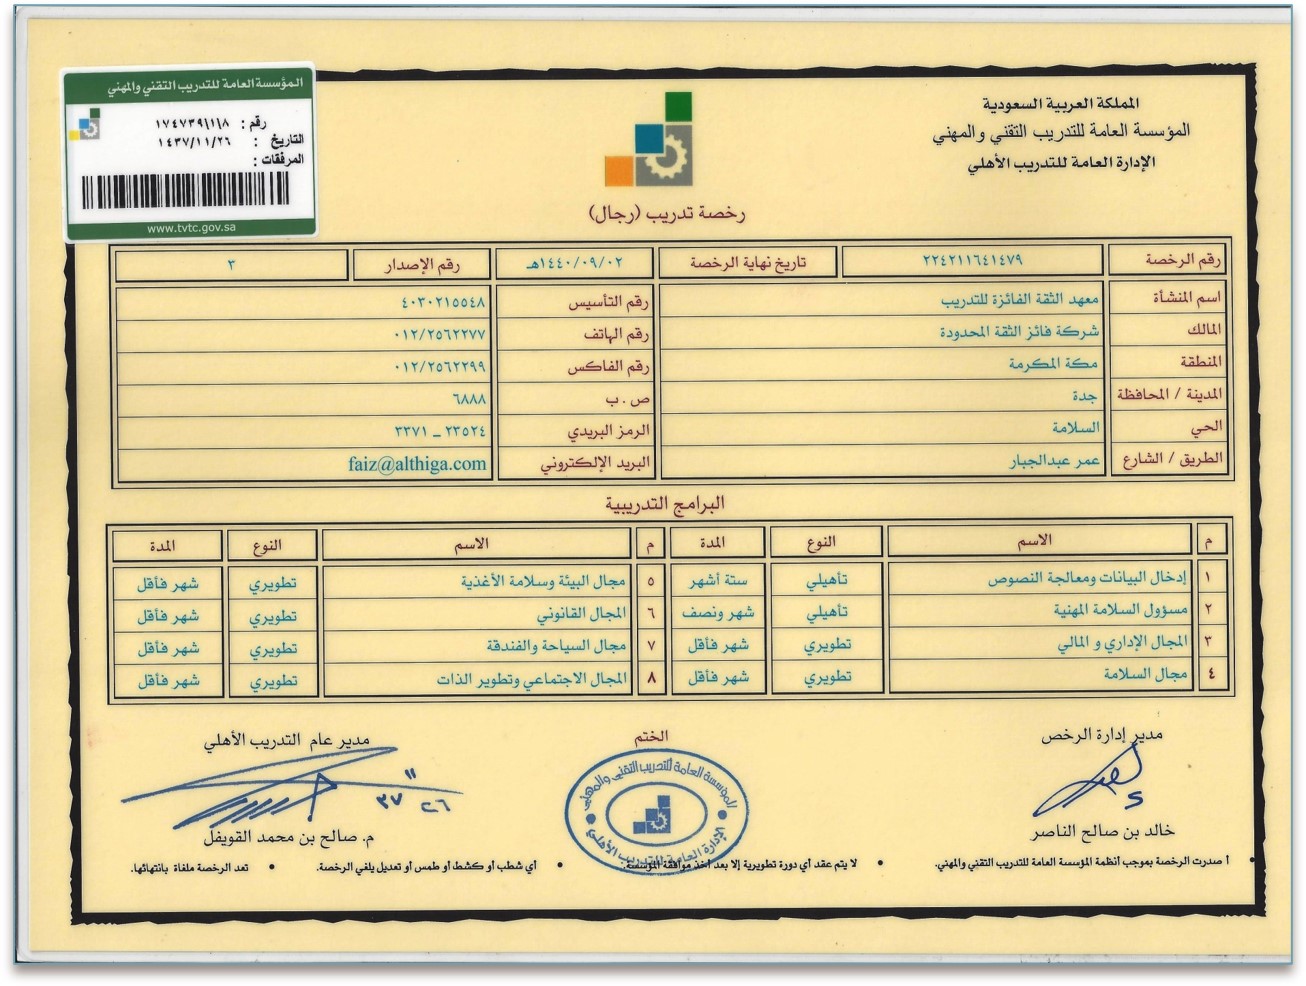 المؤسسة العامة للتدريب التقني والمهني
رقم : ١٧٤٧٣٩\١\٨
التاريخ : ١٤٣٧/١١/٢٦
المرفقات :
www.tvtc.gov.sa
المملكة العربية السعودية
المؤسسة العامة للتدريب التقني والمهني
الإدارة العامة للتدريب الأهلي
رخصة تدريب (رجال)
رقم الرخصة ٢٢٤٢١١٦٤١٤٧٩ تاريخ نهاية الرخصة ١٤٤٠/٠٩/٠٢هـ رقم الإصدار ٣
اسم المنشأة معهد الثقة الفائزة للتدريب رقم التأسيس ٤٠٣٠٢١٥٥٤٨
المالك شركة فائز الثقة المحدودة رقم الهاتف ٠١٢/٢٥٦٢٢٧٧
المنطقة مكة المكرمة رقم الفاكس ٠١٢/٢٥٦٢٢٩٩
المدينة / المحافظة جدة ص . ب ٦٨٨٨
الحي السلامة الرمز البريدي ٢٣٥٢٤ _ ٣٣٧١
الطريق / الشارع عمر عبدالجبار البريد الإلكتروني faiz@althiga.com
البرامج التدريبية
م الاسم النوع المدة م الاسم النوع المدة
١ إدخال البيانات ومعالجة النصوص تأهيلي ستة أشهر ٥ مجال البيئة وسلامة الأغذية تطويري شهر فأقل
٢ مسؤول السلامة المهنية تأهيلي شهر ونصف ٦ المجال القانوني تطويري شهر فأقل
٣ المجال الإداري و المالي تطويري شهر فأقل ٧ مجال السياحة والفندقة تطويري شهر فأقل
٤ مجال السلامة تطويري شهر فأقل ٨ المجال الاجتماعي وتطوير الذات تطويري شهر فأقل
مدير إدارة الرخص الختم مدير عام التدريب الأهلي
المؤسسة العامة للتدريب التقني والمهني
الإدارة العامة للتدريب الأهلي
١١
٢٦ ٣٧
خالد بن صالح الناصر م. صالح بن محمد القويفل
• أصدرت الرخصة بموجب أنظمة المؤسسة العامة للتدريب التقني والمهني. • لا يتم عقد أي دورة تطويرية إلا بعد أخذ موافقة المؤسسة. • أي شطب أو كشط أو طمس أو تعديل يلغي الرخصة. • تعد الرخصة ملغاة بانتهائها.